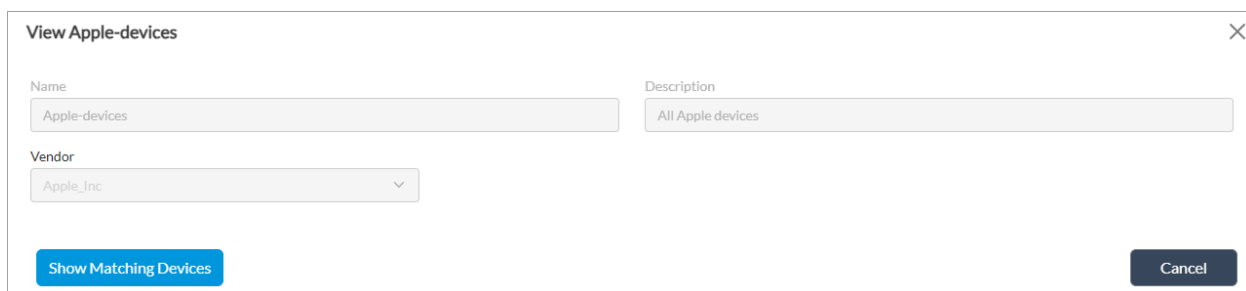 View Apple-devices
Name
Description
Apple-devices
All Apple devices
Vendor
Apple_Inc
Show Matching Devices
Cancel